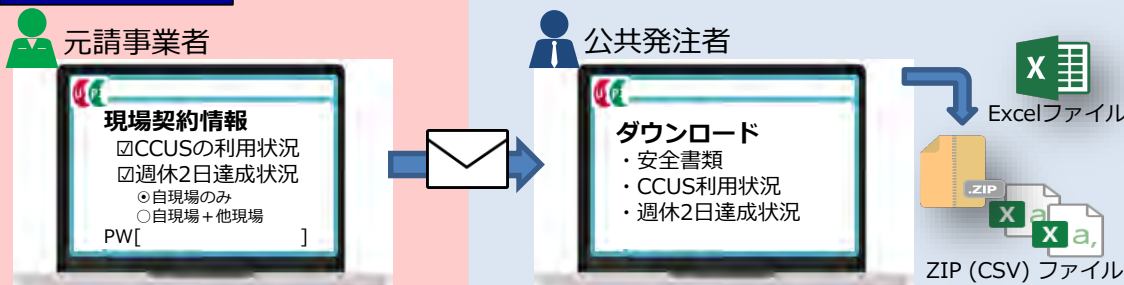 元請事業者
現場契約情報
☑CCUSの利用状況
☑週休2日達成状況
⦿自現場のみ
○自現場+他現場
PW[ ]
公共発注者
ダウンロード
・安全書類
・CCUS利用状況
・週休2日達成状況
X
Excelファイル
.ZIP
X a
X a,
ZIP (CSV) ファイル